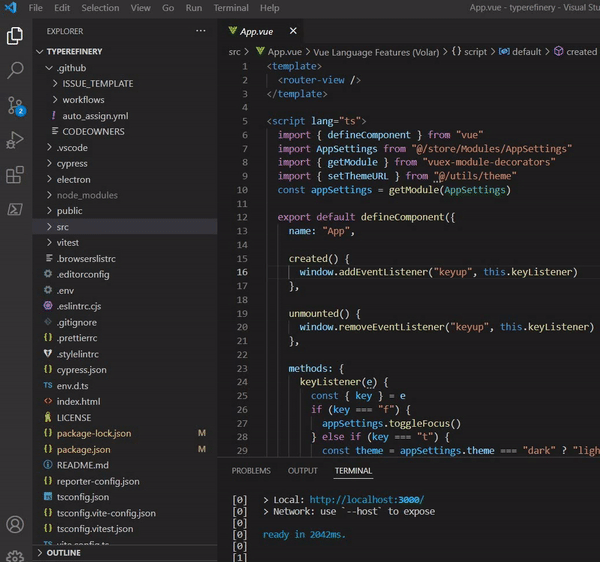 File Edit Selection View Go Run Terminal Help App.vue - typerefinery - Visual Stu
EXPLORER ...
TYPEREFINERY
.github
ISSUE_TEMPLATE
workflows
! auto_assign.yml
CODEOWNERS
.vscode
cypress
electron
node_modules
public
src
vitest
.browserslistrc
.editorconfig
.env
.eslintrc.cjs
.gitignore
{} .prettierrc
.stylelintrc
{} cypress.json
TS env.d.ts
<> index.html
LICENSE
{} package-lock.json M
{} package.json M
README.md
{} reporter-config.json
tsconfig.json
{} tsconfig.vite-config.json
{} tsconfig.vitest.json
vite.config.ts
OUTLINE
2
App.vue ×
src > App.vue > Vue Language Features (Volar) > {} script > default > created
1 <template>
2 <router-view />
3 </template>
4
5 <script lang="ts">
6 import { defineComponent } from "vue"
7 import AppSettings from "@/store/Modules/AppSettings"
8 import { getModule } from "vuex-module-decorators"
9 import { setThemeURL } from "@/utils/theme"
10 const appSettings = getModule(AppSettings)
11
12 export default defineComponent({
13 name: "App",
14
15 created() {
16 window.addEventListener("keyup", this.keyListener)
17 },
18
19 unmounted() {
20 window.removeEventListener("keyup", this.keyListener)
21 },
22
23 methods: {
24 keyListener(e) {
25 const { key } = e
26 if (key === "f") {
27 appSettings.toggleFocus()
28 } else if (key === "t") {
29 const theme = appSettings.theme === "dark" ? "ligh
PROBLEMS OUTPUT TERMINAL
[0] > Local: http://localhost:3000/
[0] > Network: use `--host` to expose
[0]
[0] ready in 2042ms.
[0]
[1]